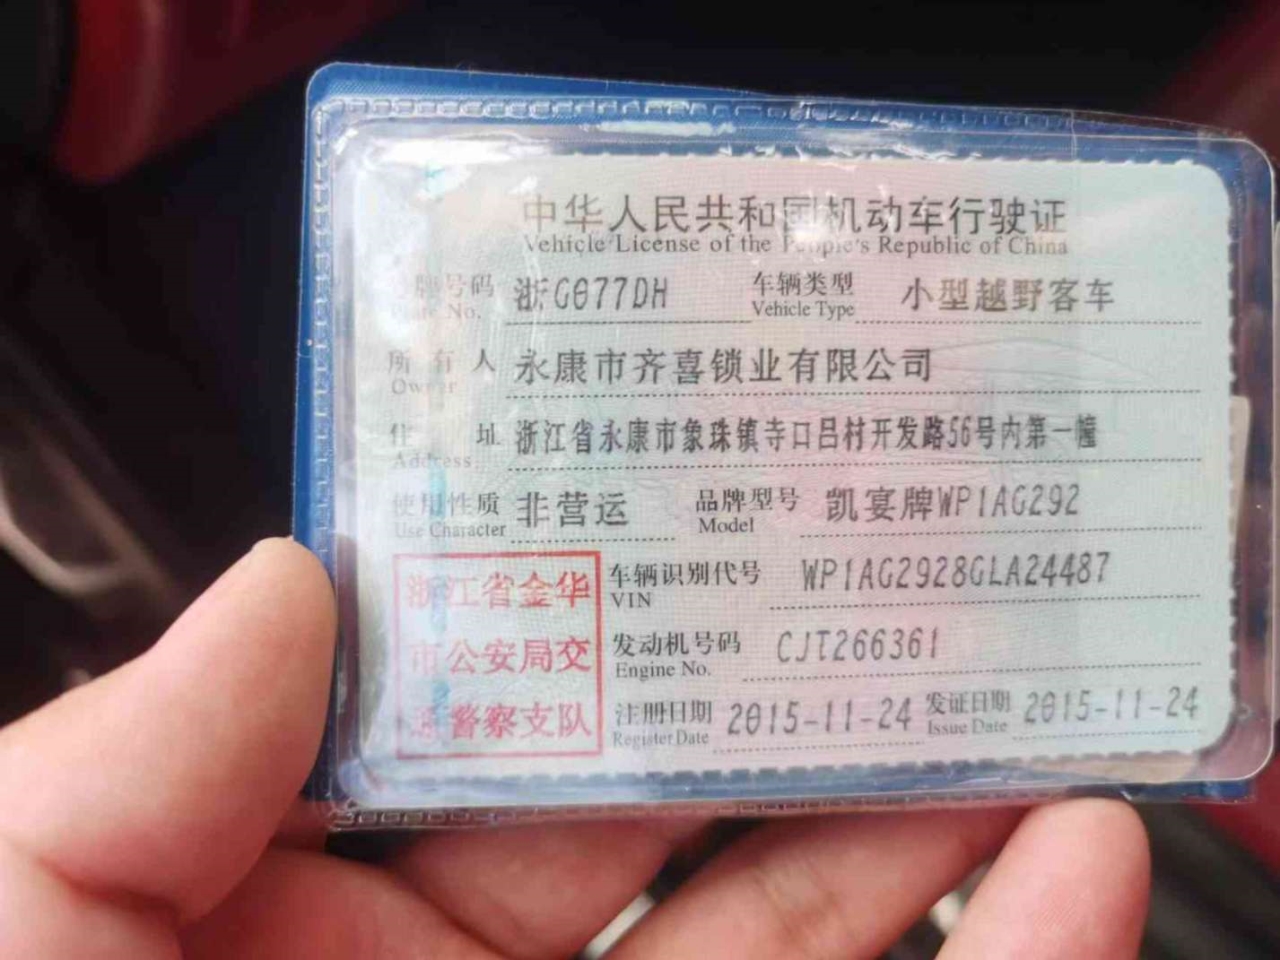 中华人民共和国机动车行驶证
Vehicle License of the People's Republic of China
号牌号码 浙G077DH 车辆类型 小型越野客车
Plate No. Vehicle Type
所有人 永康市齐喜锁业有限公司
Owner
住址 浙江省永康市象珠镇寺口吕村开发路56号内第一幢
Address
使用性质 非营运 品牌型号 凯宴牌WP1AG292
Use Character Model
浙江省金华
市公安局交
通警察支队
车辆识别代号 WP1AG2928GLA24487
VIN
发动机号码 CJT266361
Engine No.
注册日期 2015-11-24 发证日期 2015-11-24
Register Date Issue Date